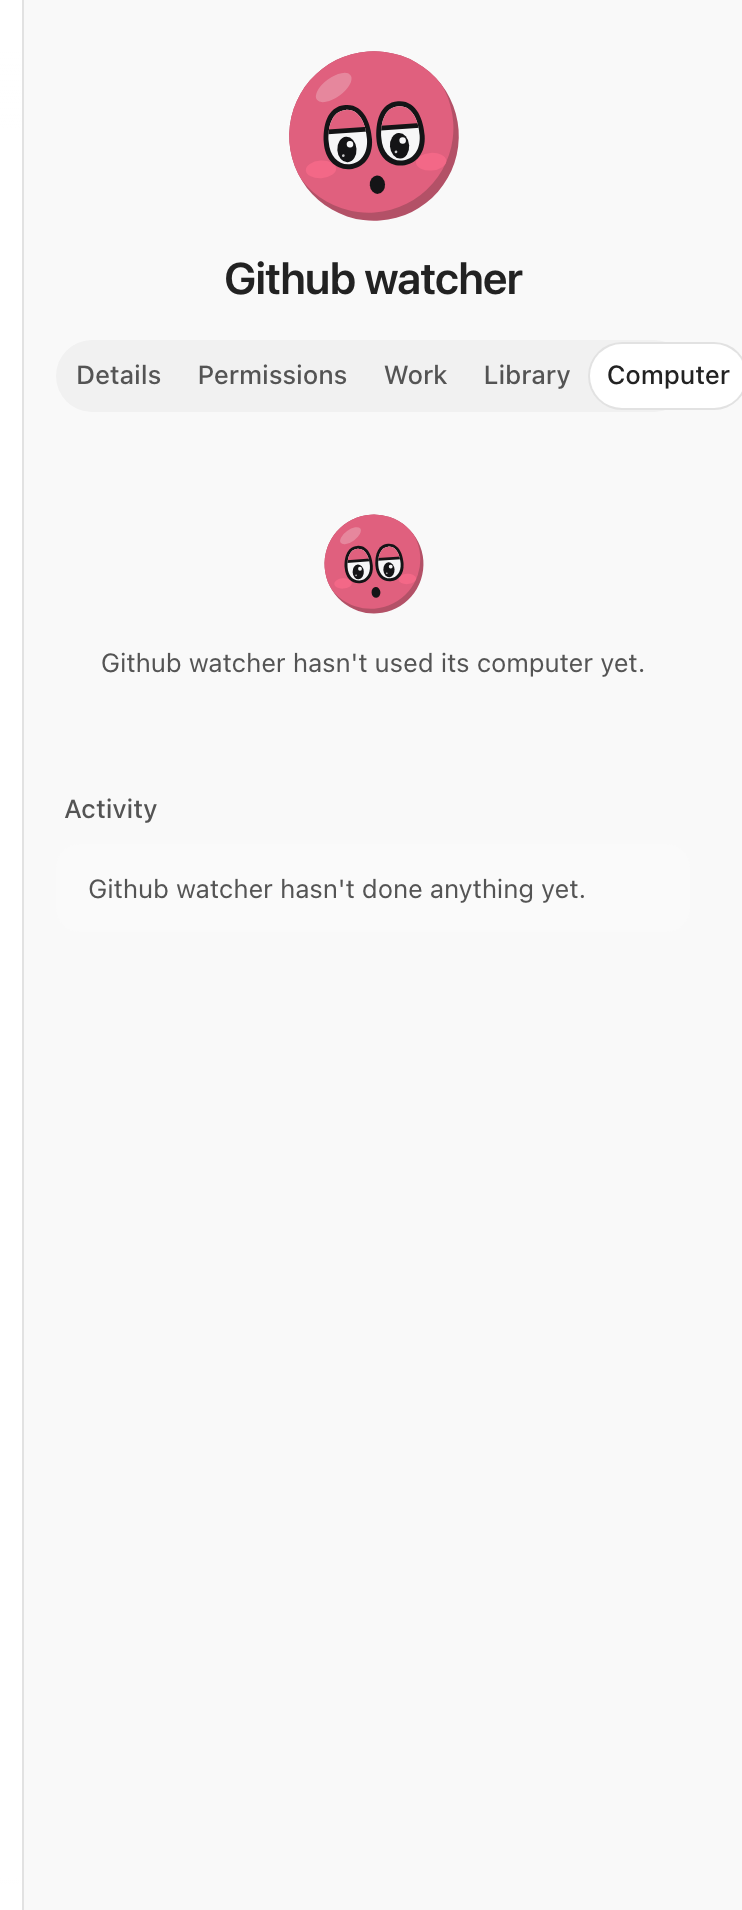 Github watcher
Details Permissions Work Library Computer
Github watcher hasn't used its computer yet.
Activity
Github watcher hasn't done anything yet.